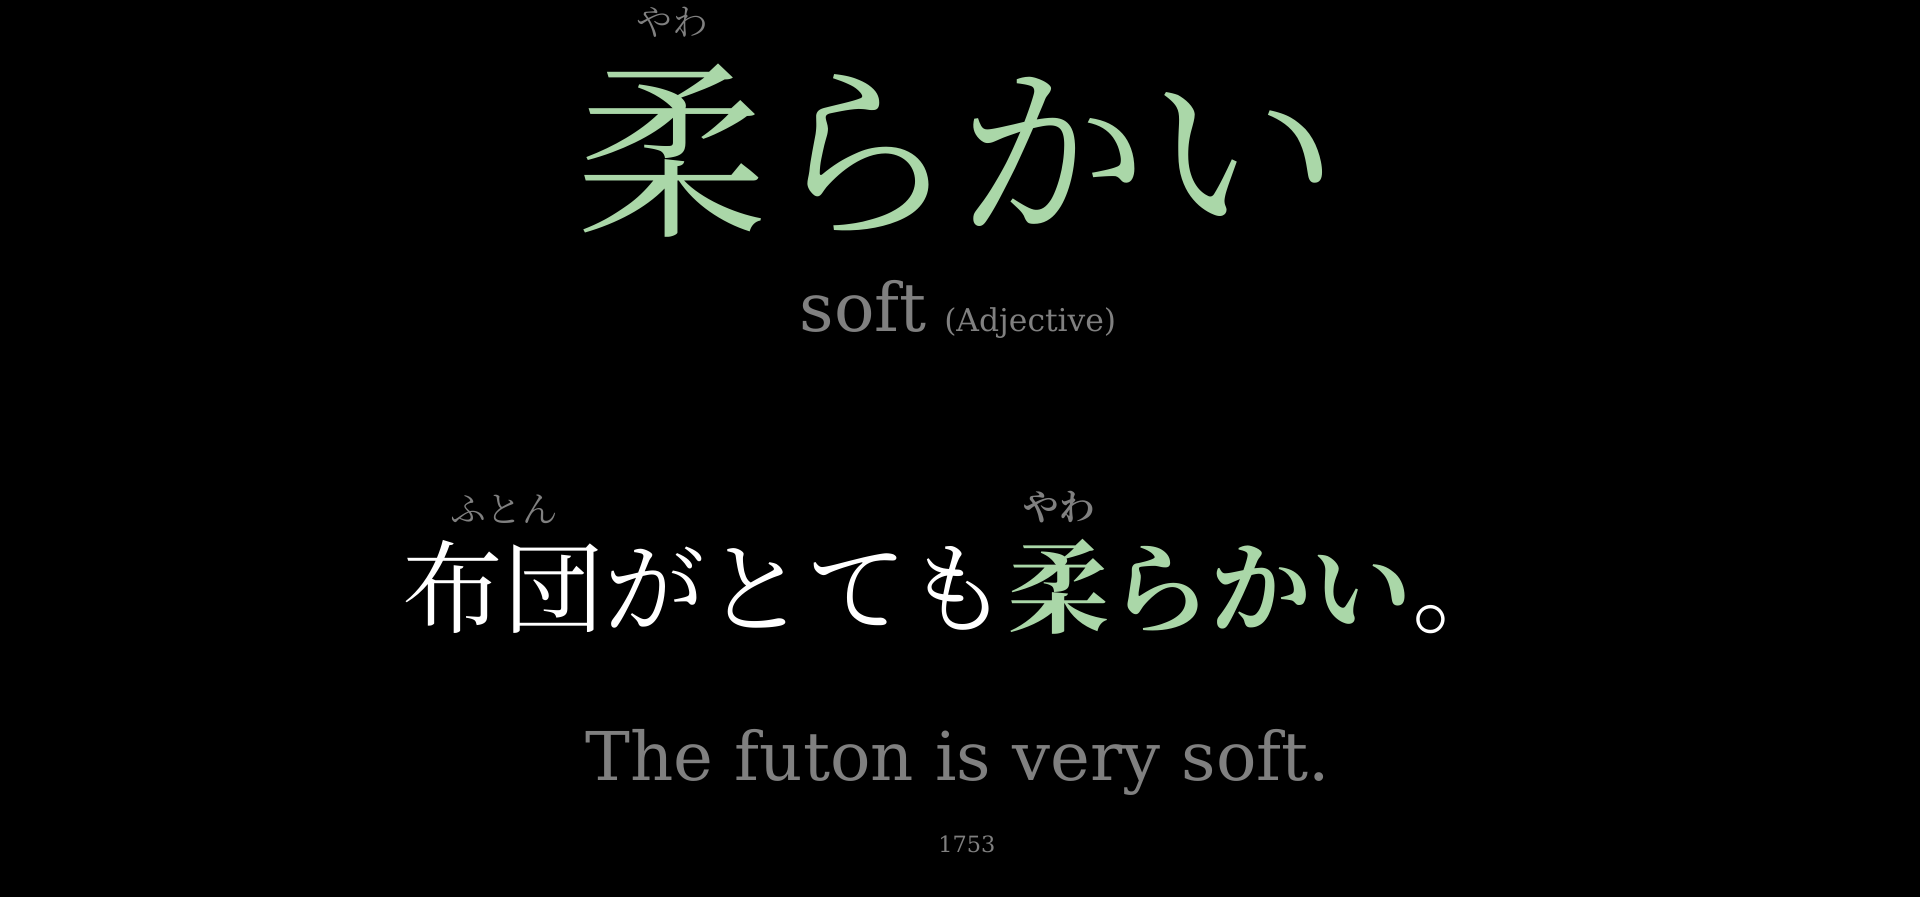 やわ
柔らかい
soft (Adjective)
ふとん やわ
布団がとても柔らかい。
The futon is very soft.
1753